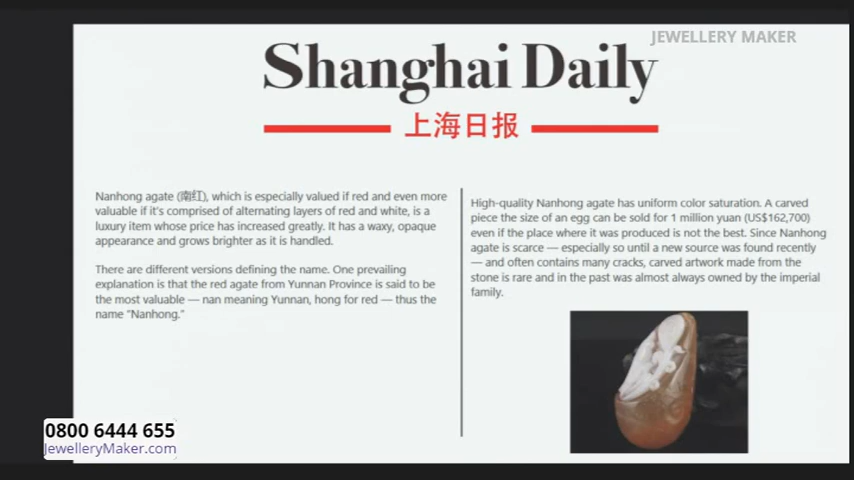 JEWELLERY MAKER
Shanghai Daily
上海日报
Nanhong agate (南红), which is especially valued if red and even more
valuable if it's comprised of alternating layers of red and white, is a
luxury item whose price has increased greatly. It has a waxy, opaque
appearance and grows brighter as it is handled.
There are different versions defining the name. One prevailing
explanation is that the red agate from Yunnan Province is said to be
the most valuable — nan meaning Yunnan, hong for red — thus the
name "Nanhong."
High-quality Nanhong agate has uniform color saturation. A carved
piece the size of an egg can be sold for 1 million yuan (US$162,700)
even if the place where it was produced is not the best. Since Nanhong
agate is scarce — especially so until a new source was found recently
— and often contains many cracks, carved artwork made from the
stone is rare and in the past was almost always owned by the imperial
family.
0800 6444 655
JewelleryMaker.com